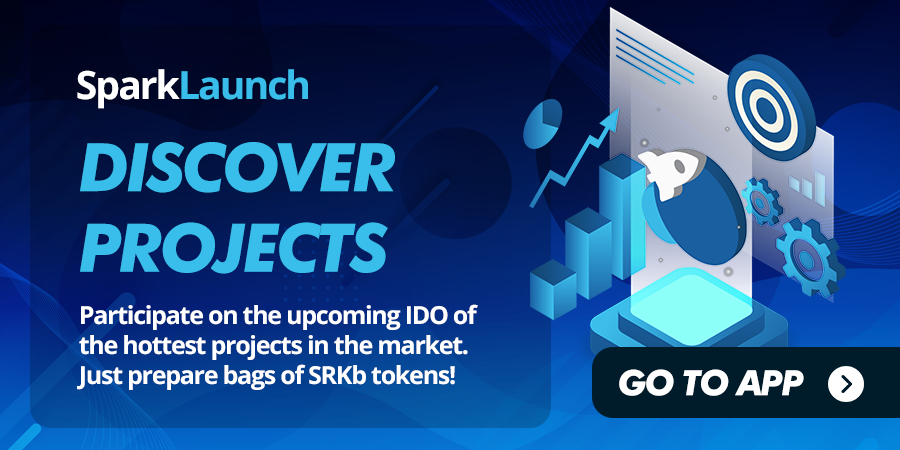 SparkLaunch
DISCOVER
PROJECTS
Participate on the upcoming IDO of
the hottest projects in the market.
Just prepare bags of SRKb tokens!
GO TO APP